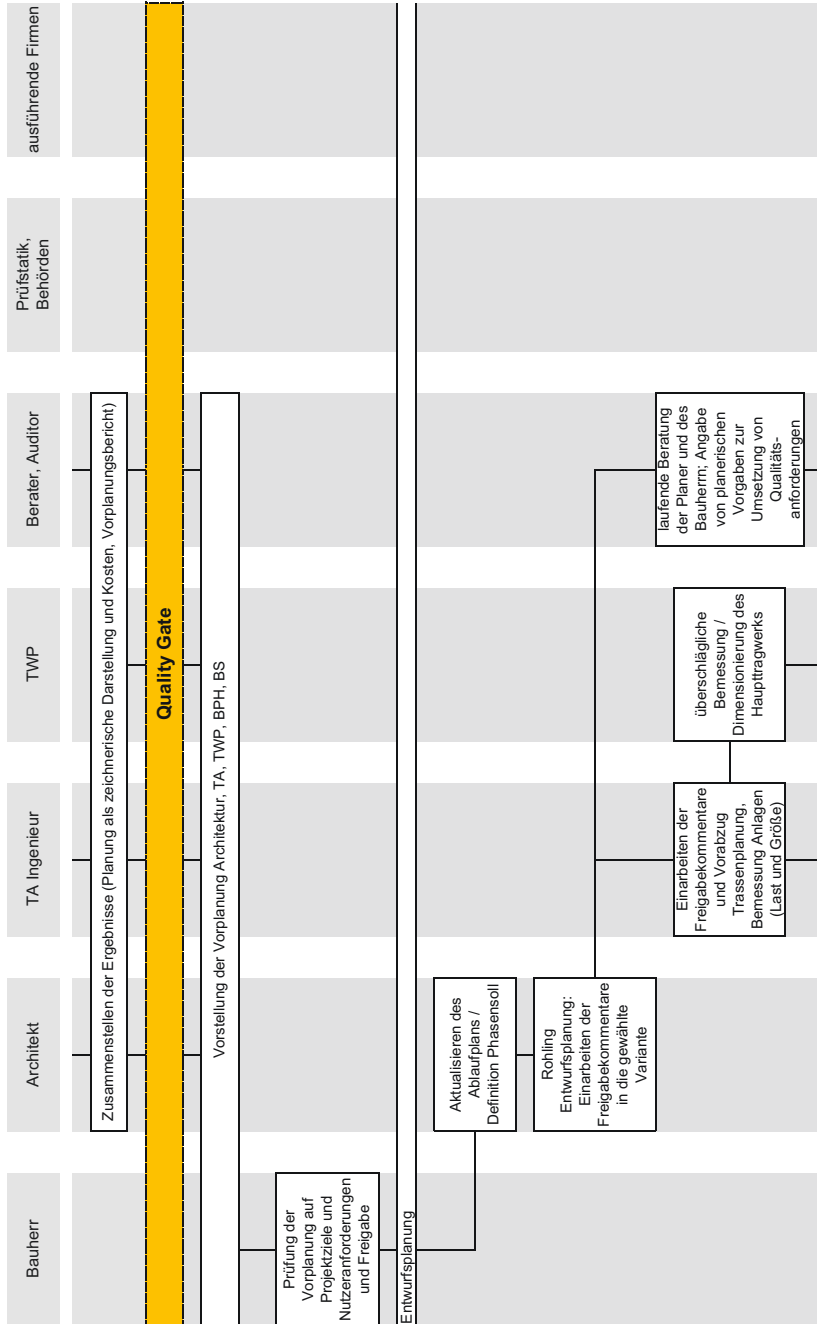 Bauherr
Architekt
TA Ingenieur
TWP
Berater, Auditor
Prüfstatik,
Behörden
ausführende Firmen
Zusammenstellen der Ergebnisse (Planung als zeichnerische Darstellung und Kosten, Vorplanungsbericht)
Quality Gate
Vorstellung der Vorplanung Architektur, TA, TWP, BPH, BS
Prüfung der
Vorplanung auf
Projektziele und
Nutzeranforderungen
und Freigabe
Entwurfsplanung
Aktualisieren des
Ablaufplans /
Definition Phasensoll
Rohling
Entwurfsplanung:
Einarbeiten der
Freigabekommentare
in die gewählte
Variante
Einarbeiten der
Freigabekommentare
und Vorabzug
Trassenplanung,
Bemessung Anlagen
(Last und Größe)
überschlägliche
Bemessung /
Dimensionierung des
Haupttragwerks
laufende Beratung
der Planer und des
Bauherrn; Angabe
von planerischen
Vorgaben zur
Umsetzung von
Qualitäts-
anforderungen